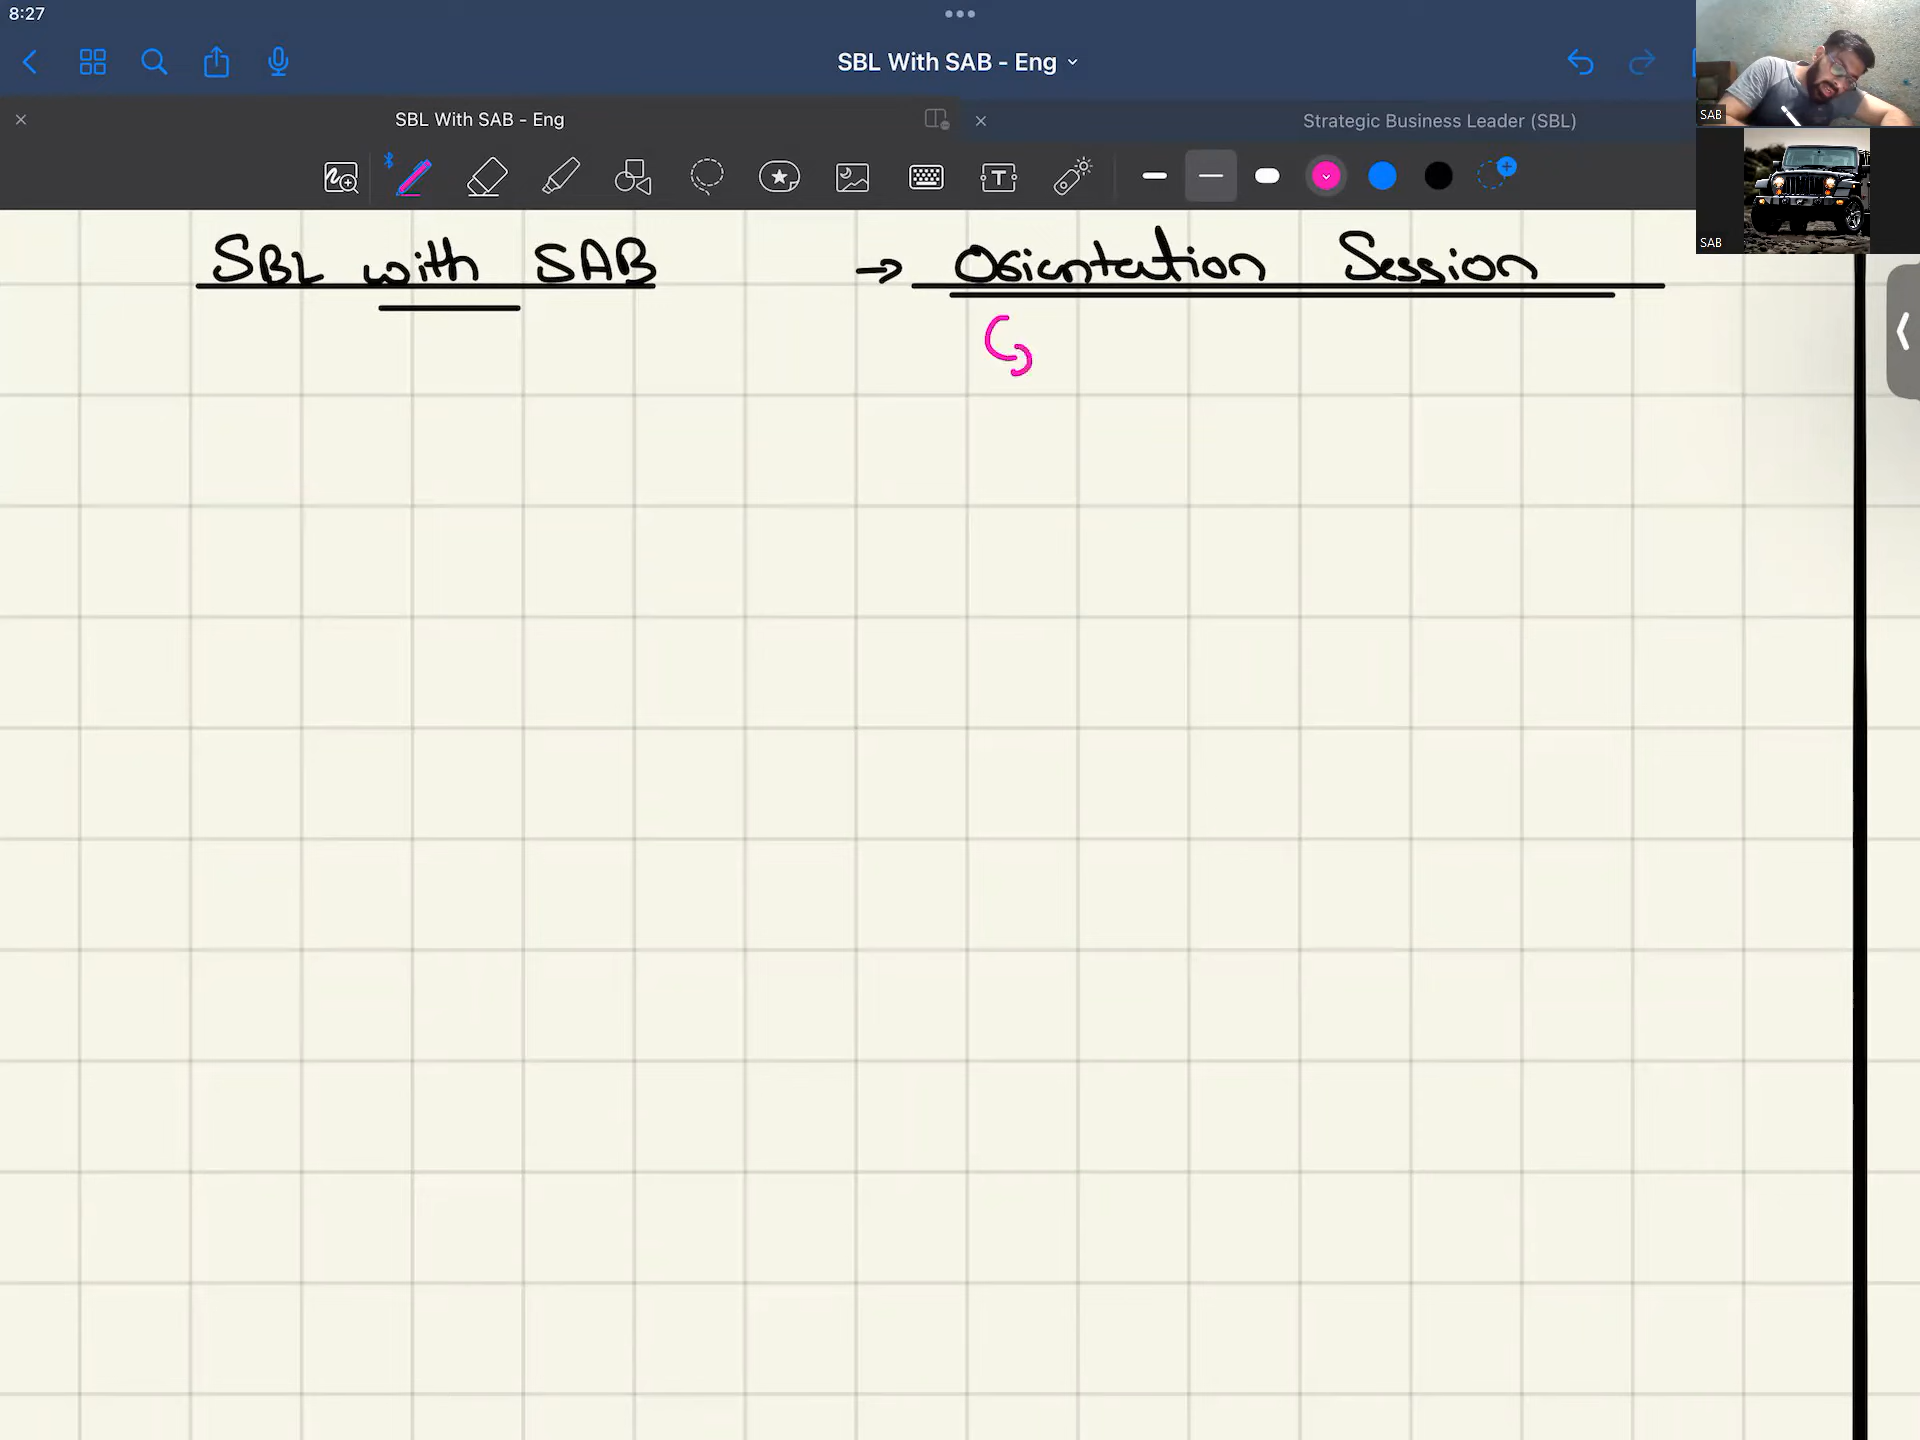 8:27
SBL With SAB - Eng
SBL With SAB - Eng
Strategic Business Leader (SBL)
SAB
SAB
SBL with SAB → Orientation Session